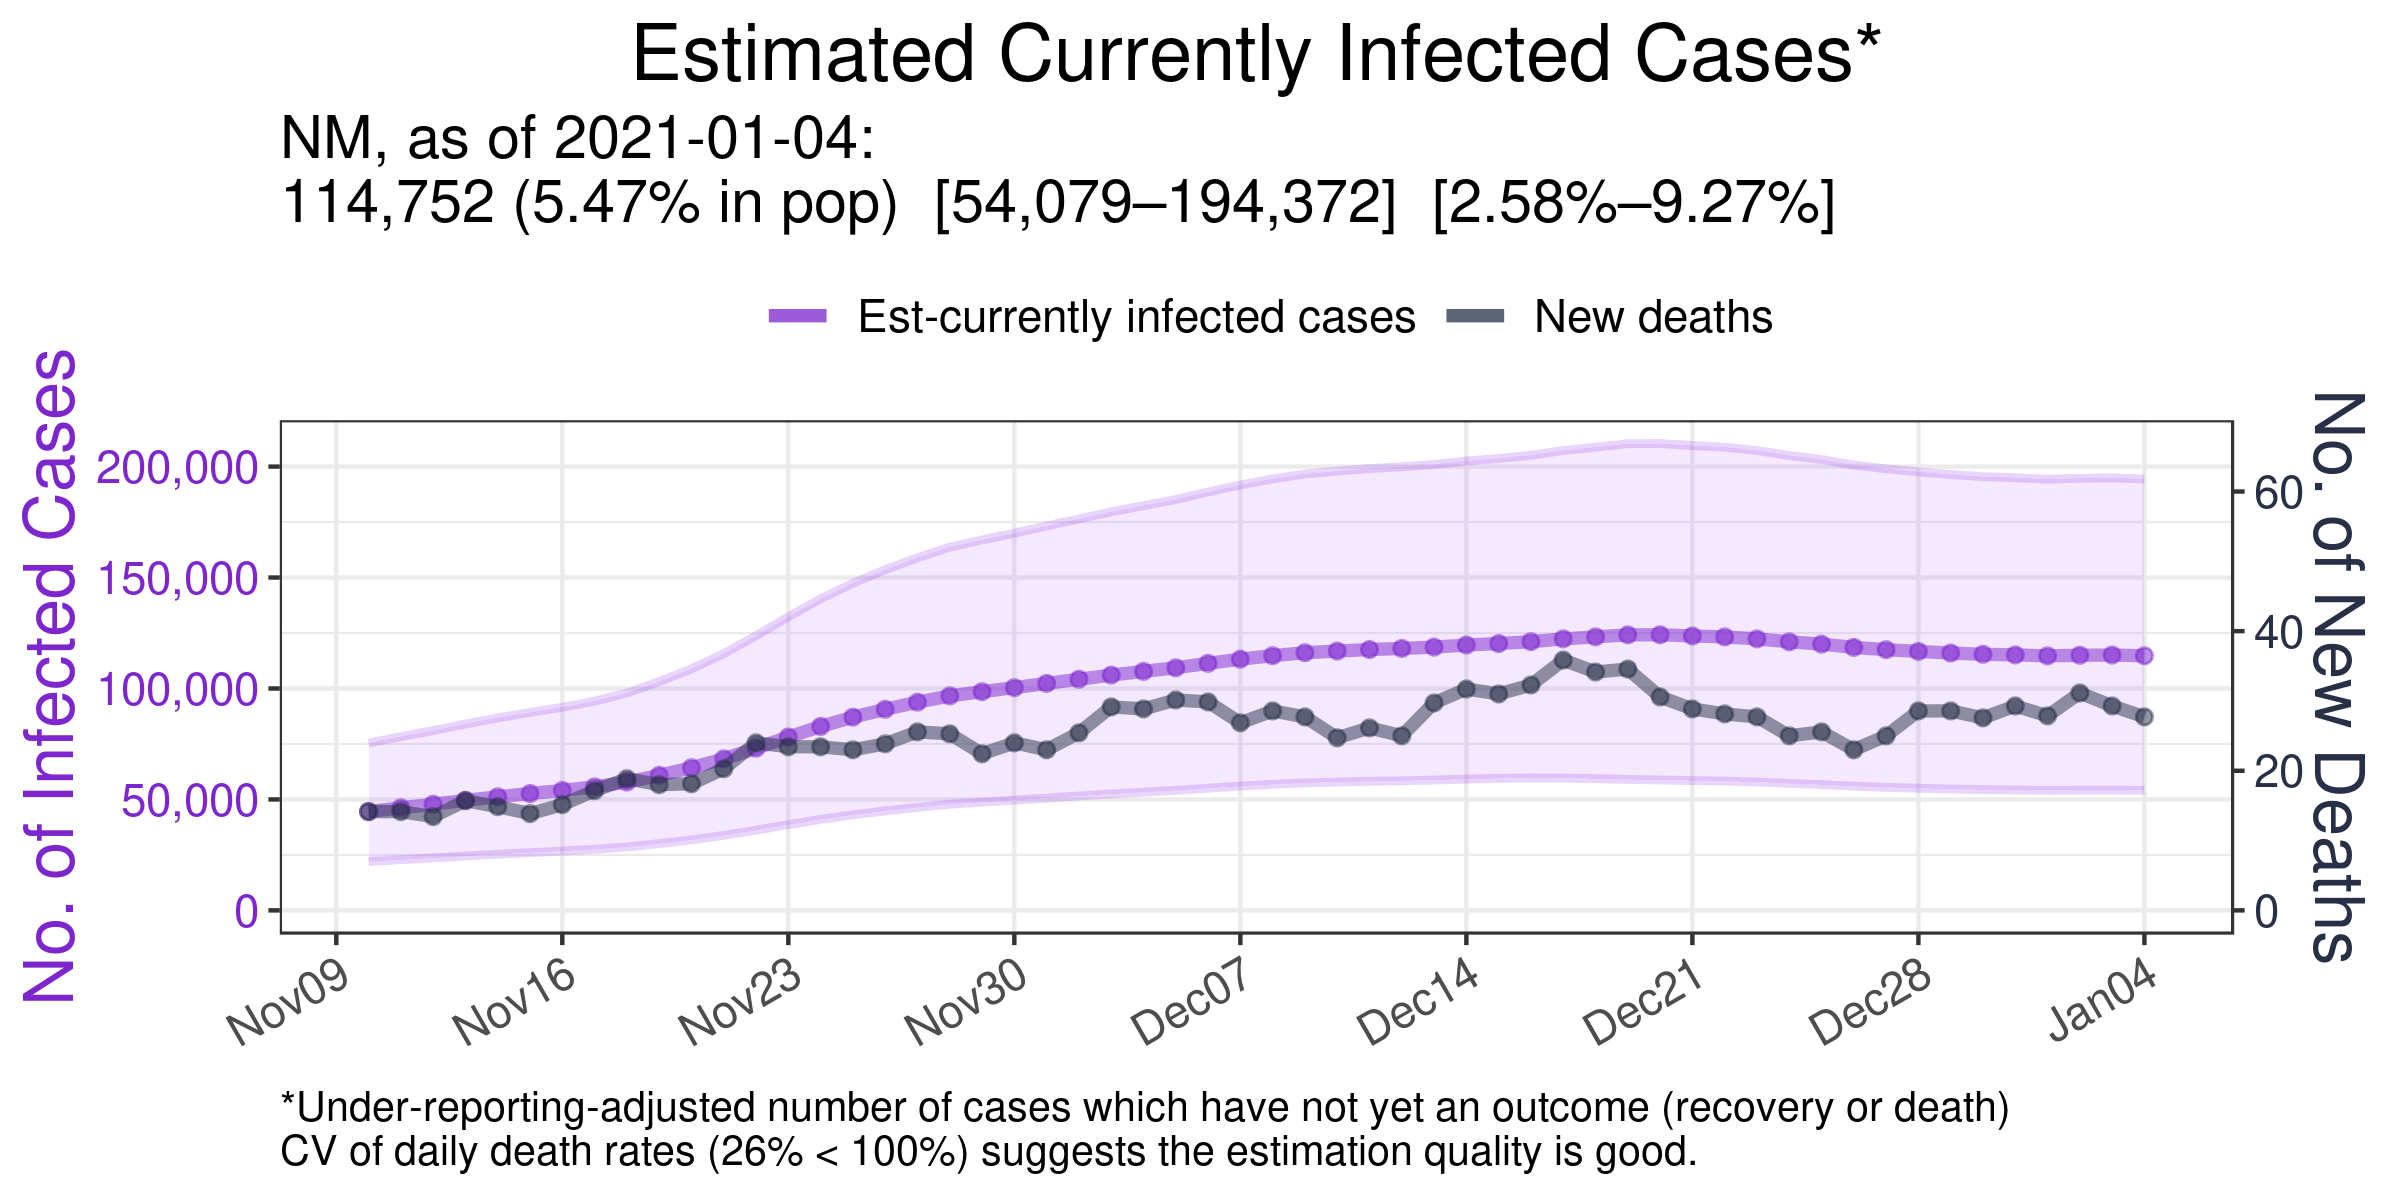 Estimated Currently Infected Cases*
NM, as of 2021-01-04:
114,752 (5.47% in pop)  [54,079–194,372]  [2.58%–9.27%]
Est-currently infected cases
New deaths
No. of Infected Cases
200,000
150,000
100,000
50,000
0
No. of New Deaths
60
40
20
0
Nov09
Nov16
Nov23
Nov30
Dec07
Dec14
Dec21
Dec28
Jan04
*Under-reporting-adjusted number of cases which have not yet an outcome (recovery or death)
CV of daily death rates (26% < 100%) suggests the estimation quality is good.